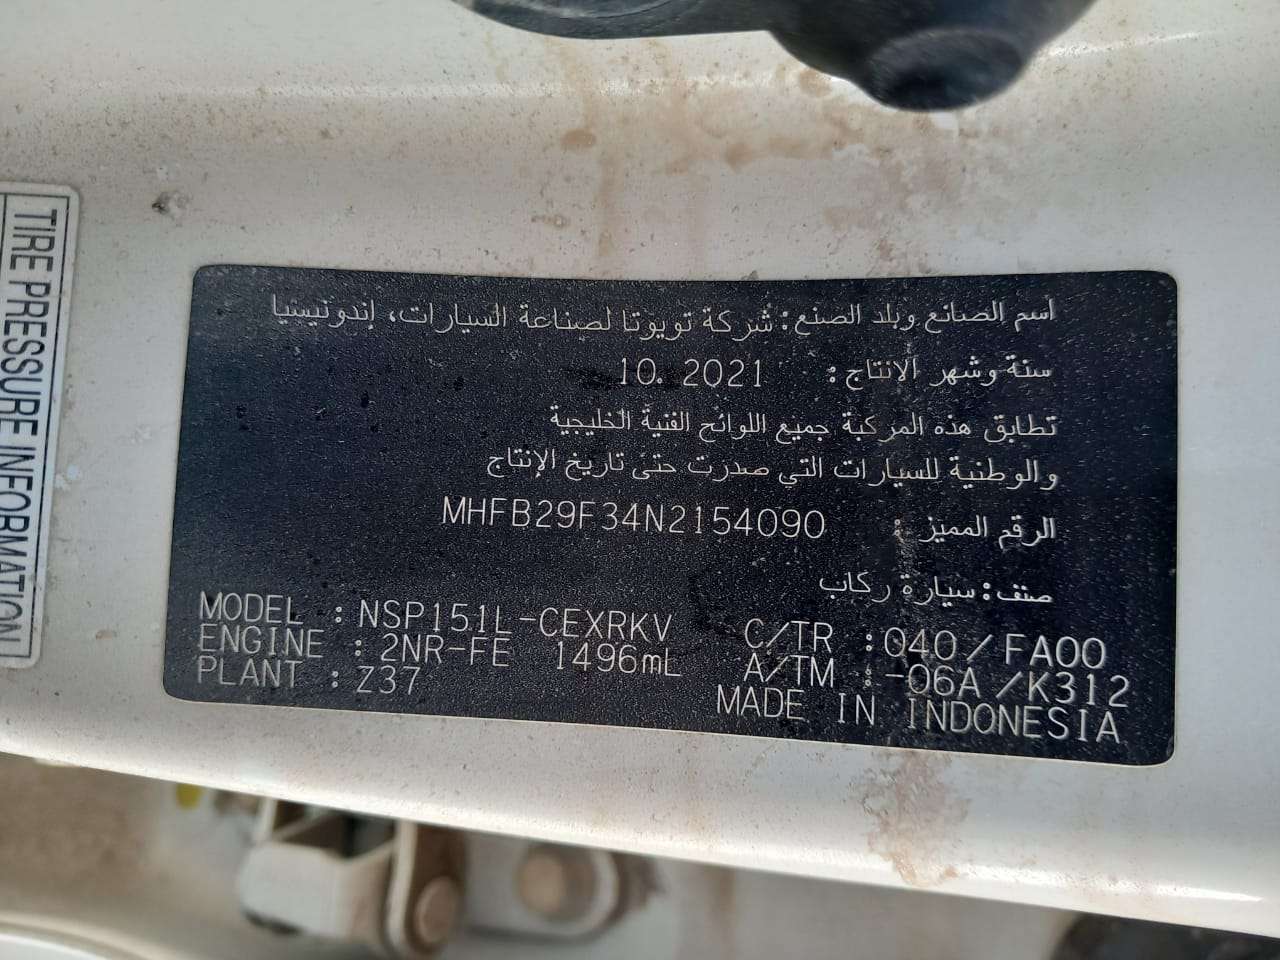 TIRE PRESSURE INFORMATION
اسم الصانع وبلد الصنع: شركة تويوتا لصناعة السيارات، إندونيسيا
سنة وشهر الانتاج: 10. 2021
تطابق هذه المركبة جميع اللوائح الفنية الخليجية
والوطنية للسيارات التي صدرت حتى تاريخ الإنتاج
الرقم المميز : MHFB29F34N2154090
صنف: سيارة ركاب
MODEL : NSP151L-CEXRKV C/TR :040/FA00
ENGINE : 2NR-FE 1496mL A/TM :-06A/K312
PLANT : Z37 MADE IN INDONESIA